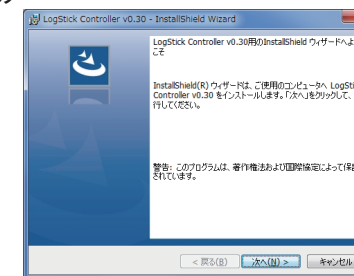 LogStick Controller v0.30 - InstallShield Wizard
LogStick Controller v0.30用のInstallShield ウィザードへよ
こそ
InstallShield(R) ウィザードは、ご使用のコンピュータへ LogSti
Controller v0.30 をインストールします。「次へ」をクリックして、
行してください。
警告: このプログラムは、著作権法および国際協定によって保
されています。
< 戻る(B)
次へ(N) >
キャンセル